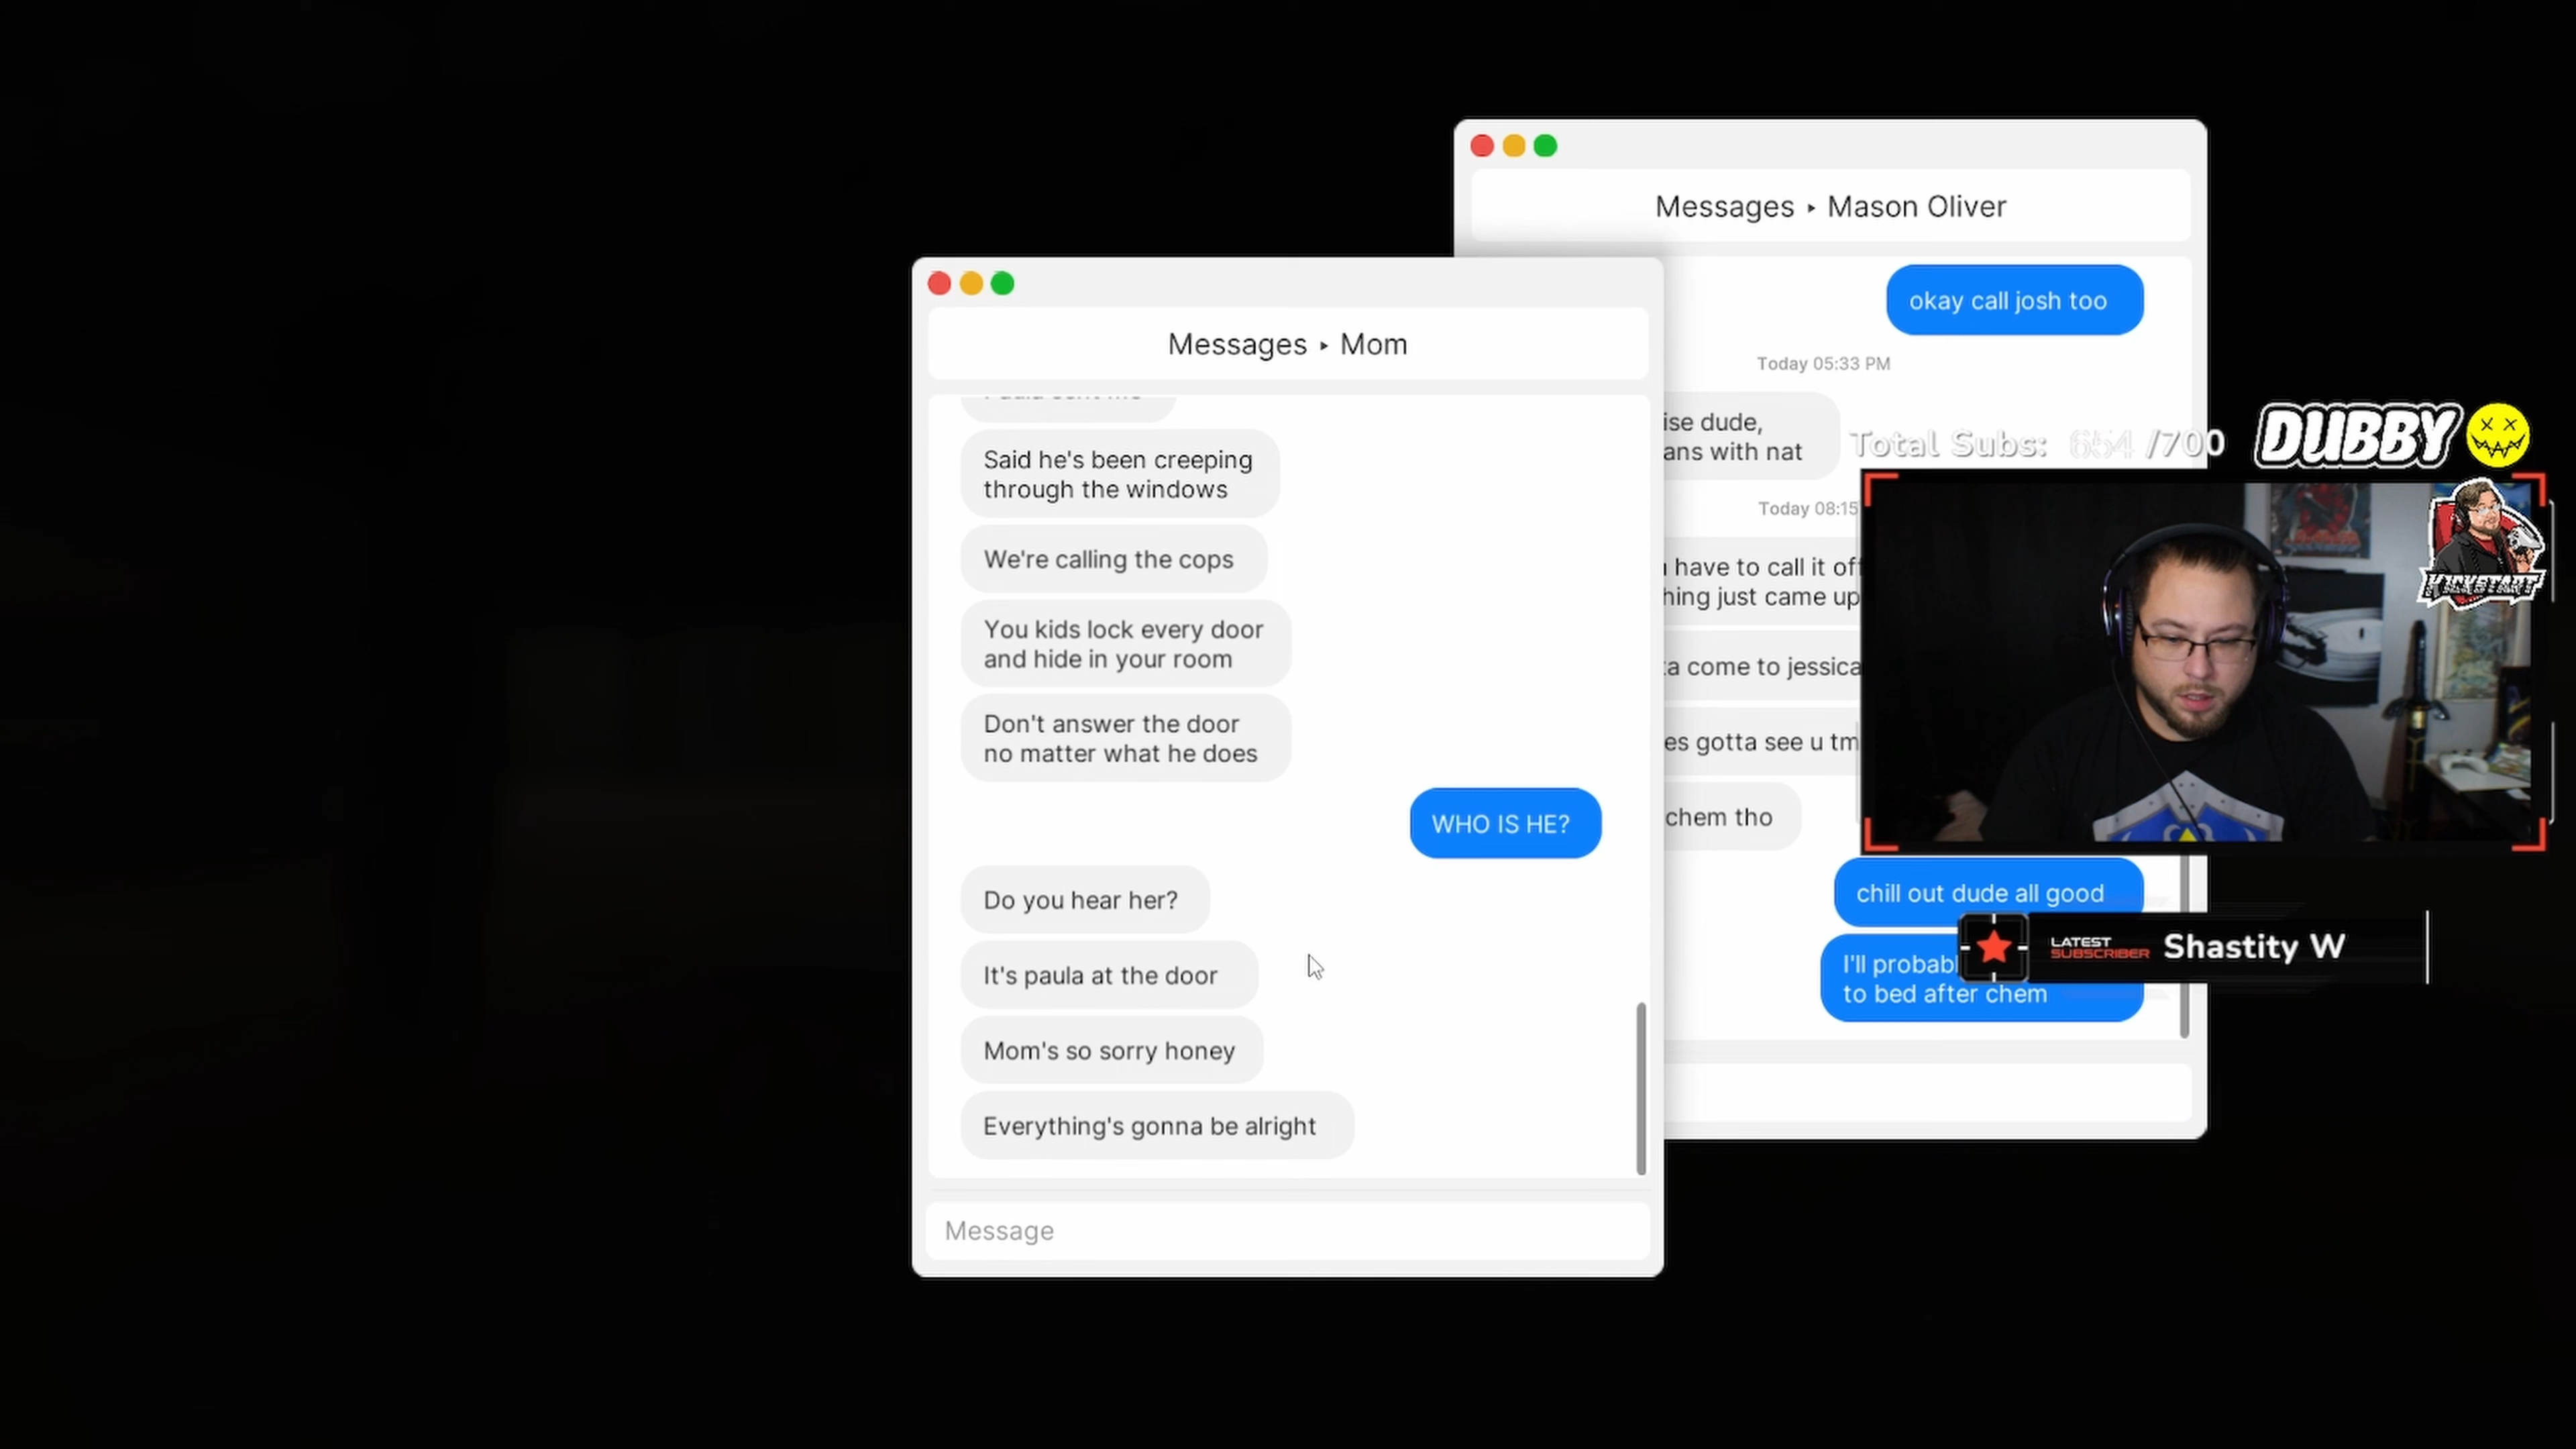 Messages ▸ Mason Oliver
okay call josh too
Today 05:33 PM
ise dude,
ans with nat
Today 08:15
have to call it of
hing just came up
a come to jessica
es gotta see u tm
chem tho
chill out dude all good
I'll probabl
to bed after chem
Messages ▸ Mom
Said he's been creeping
through the windows
We're calling the cops
You kids lock every door
and hide in your room
Don't answer the door
no matter what he does
WHO IS HE?
Do you hear her?
It's paula at the door
Mom's so sorry honey
Everything's gonna be alright
Message
Total Subs: 654 /700
DUBBY
KICKSTART
LATEST
SUBSCRIBER
Shastity W